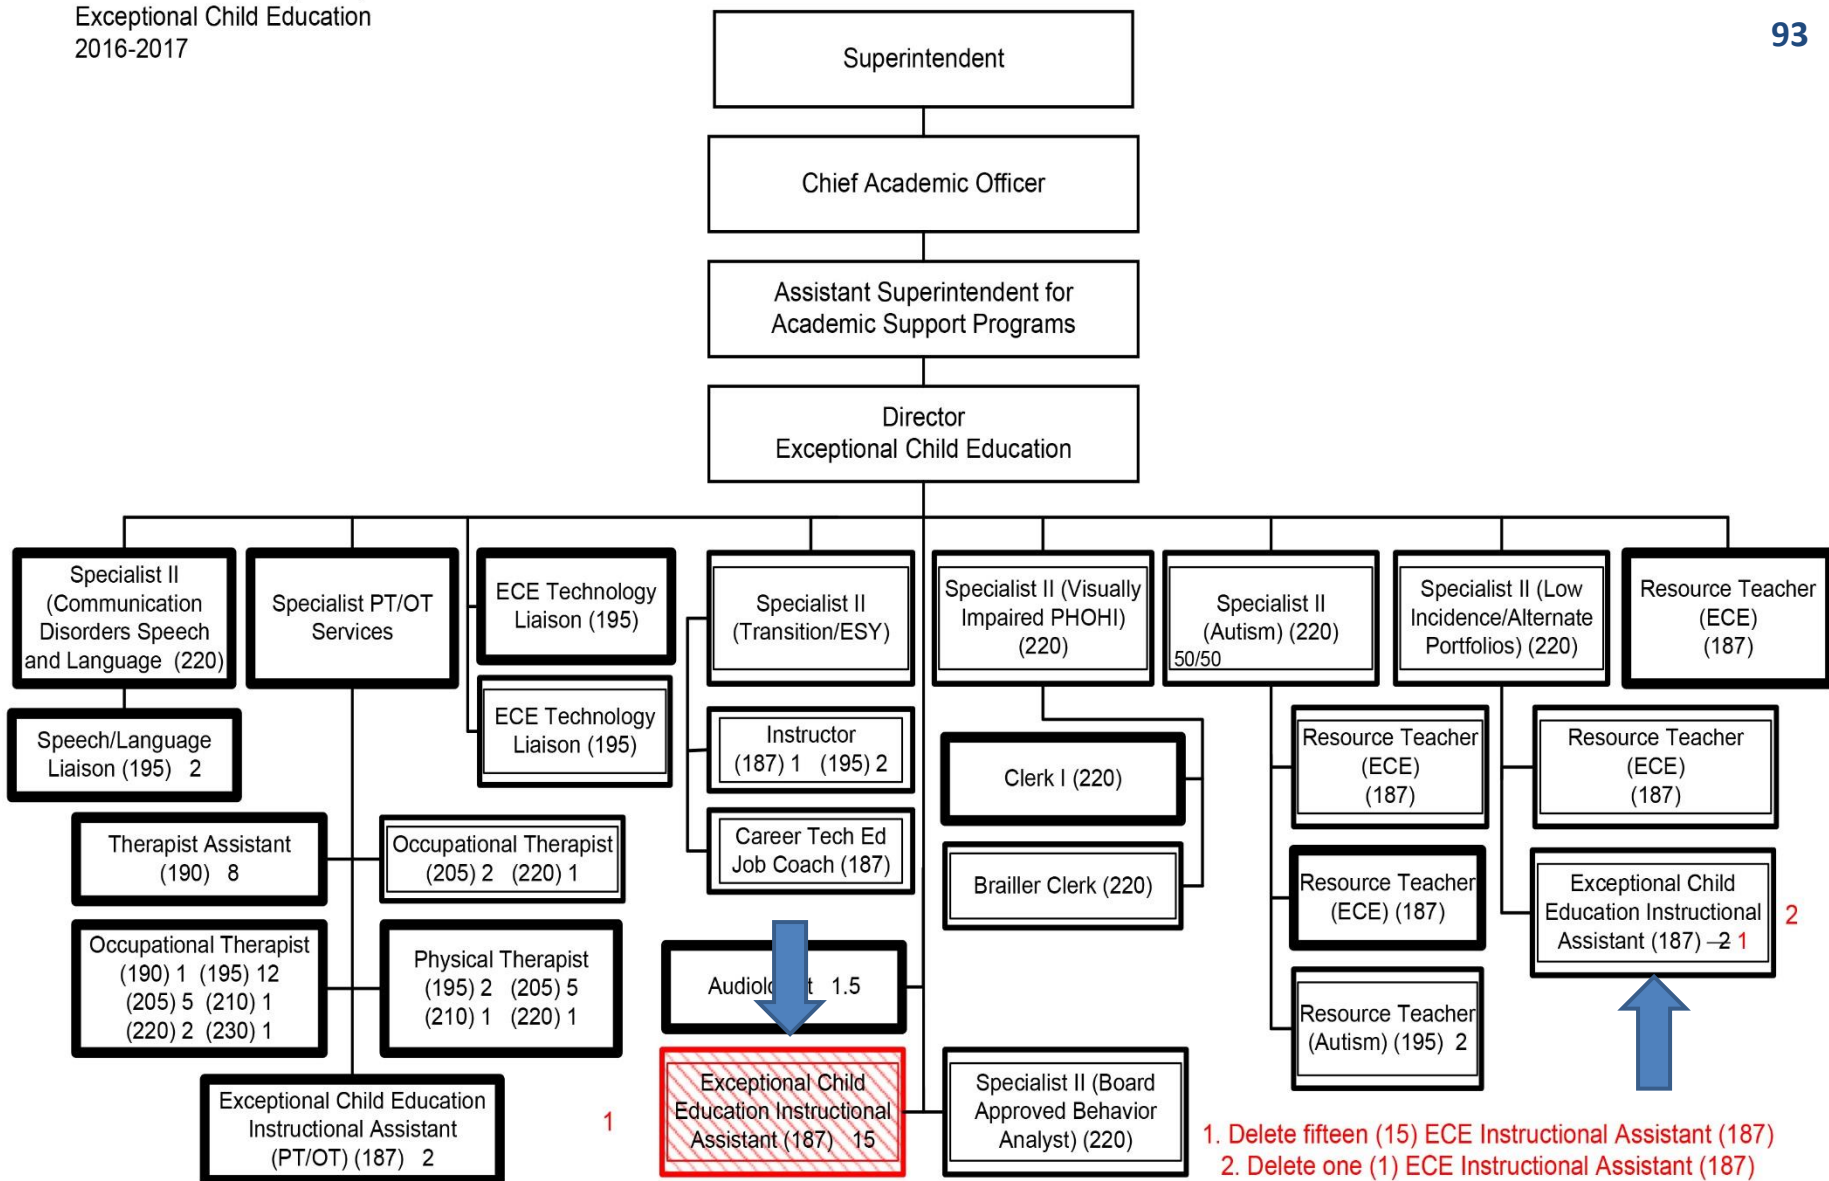 Exceptional Child Education
2016-2017
93
Superintendent
Chief Academic Officer
Assistant Superintendent for
Academic Support Programs
Director
Exceptional Child Education
Specialist II
(Communication
Disorders Speech
and Language (220)
Specialist PT/OT
Services
ECE Technology
Liaison (195)
Specialist II
(Transition/ESY)
Specialist II (Visually
Impaired PHOHI)
(220)
Specialist II
(Autism) (220)
50/50
Specialist II (Low
Incidence/Alternate
Portfolios) (220)
Resource Teacher
(ECE)
(187)
Speech/Language
Liaison (195) 2
ECE Technology
Liaison (195)
Instructor
(187) 1 (195) 2
Clerk I (220)
Resource Teacher
(ECE)
(187)
Resource Teacher
(ECE)
(187)
Therapist Assistant
(190) 8
Occupational Therapist
(205) 2 (220) 1
Career Tech Ed
Job Coach (187)
Brailler Clerk (220)
Resource Teacher
(ECE) (187)
Exceptional Child
Education Instructional
Assistant (187) 2 1
2
Occupational Therapist
(190) 1 (195) 12
(205) 5 (210) 1
(220) 2 (230) 1
Physical Therapist
(195) 2 (205) 5
(210) 1 (220) 1
1.5
Resource Teacher
(Autism) (195) 2
Exceptional Child Education
Instructional Assistant
(PT/OT) (187) 2
1
Exceptional Child
Education Instructional
Assistant (187) 15
Specialist II (Board
Approved Behavior
Analyst) (220)
1. Delete fifteen (15) ECE Instructional Assistant (187)
2. Delete one (1) ECE Instructional Assistant (187)